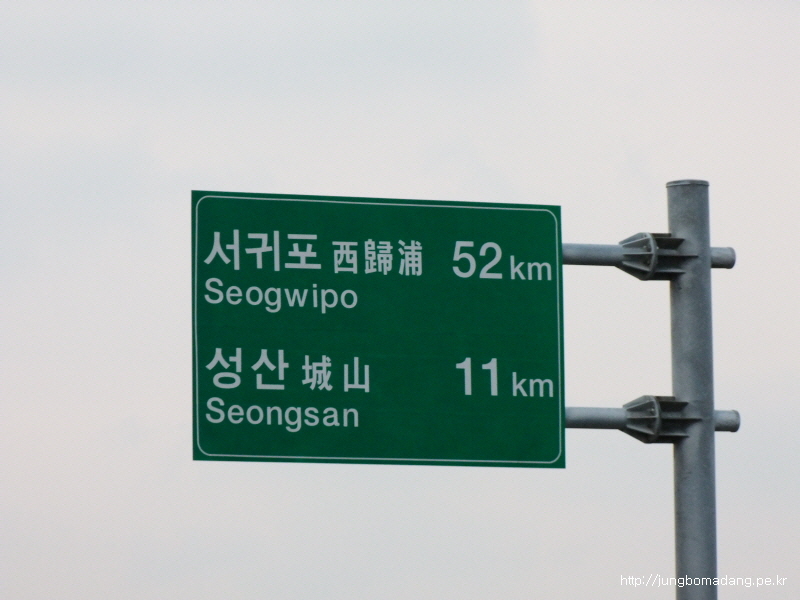 서귀포 西歸浦 52 km
Seogwipo
성산 城山 11 km
Seongsan
http://jungbomadang.pe.kr